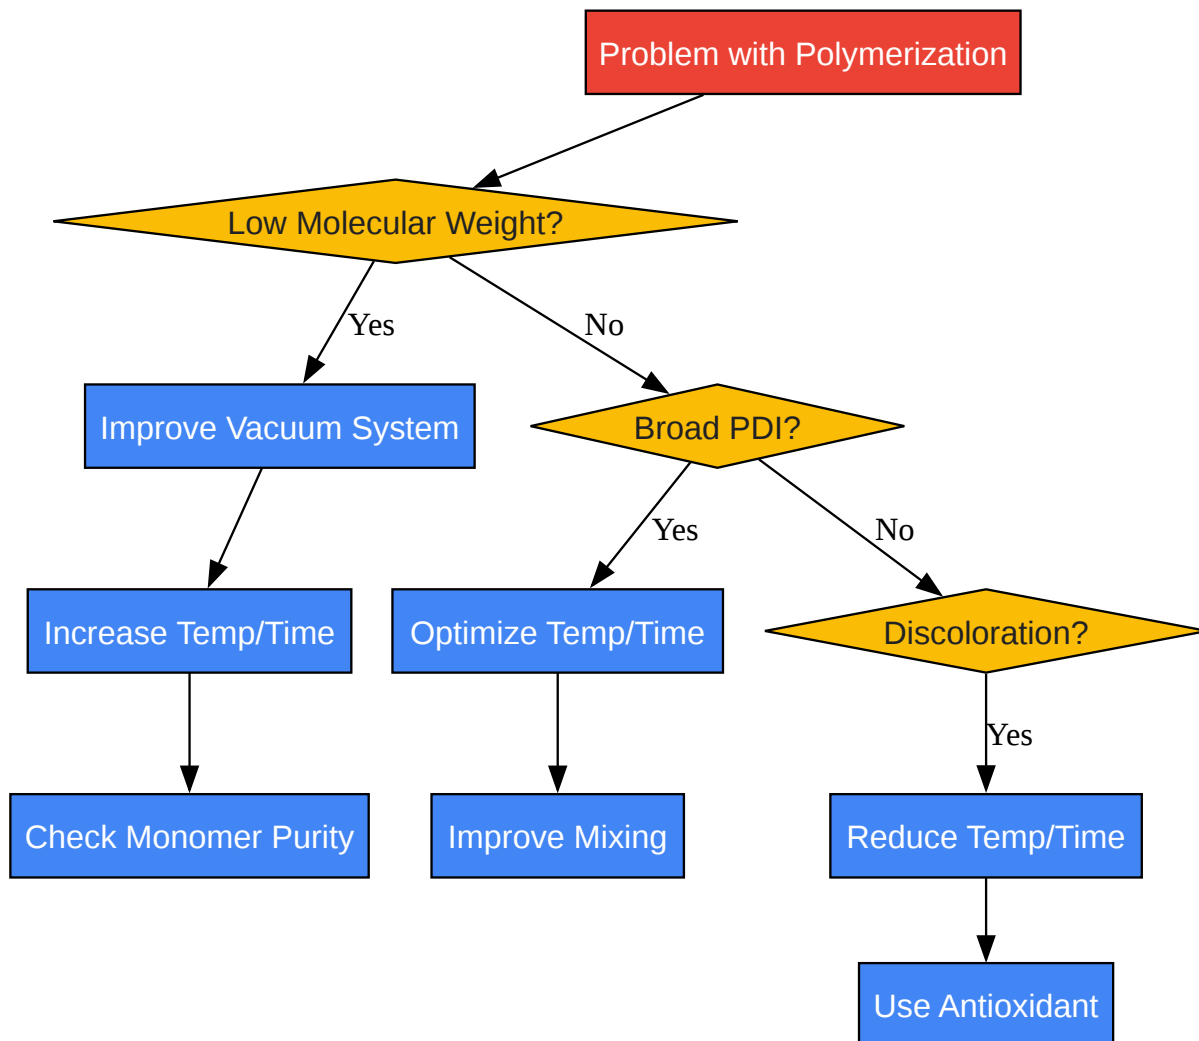 Problem with Polymerization
Low Molecular Weight?
Yes
No
Improve Vacuum System
Broad PDI?
Yes
No
Increase Temp/Time
Optimize Temp/Time
Discoloration?
Yes
Check Monomer Purity
Improve Mixing
Reduce Temp/Time
Use Antioxidant